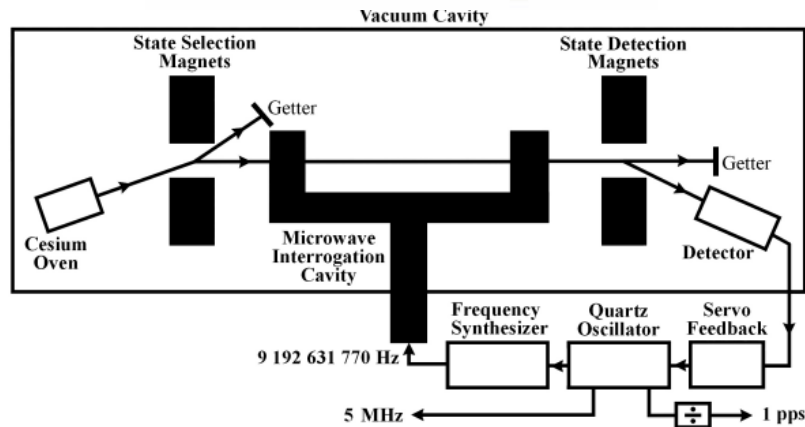 Vacuum Cavity
State Selection
Magnets
State Detection
Magnets
Getter
Getter
Cesium
Oven
Microwave
Interrogation
Cavity
Detector
Frequency
Synthesizer
Quartz
Oscillator
Servo
Feedback
9 192 631 770 Hz
5 MHz
÷
1 pps